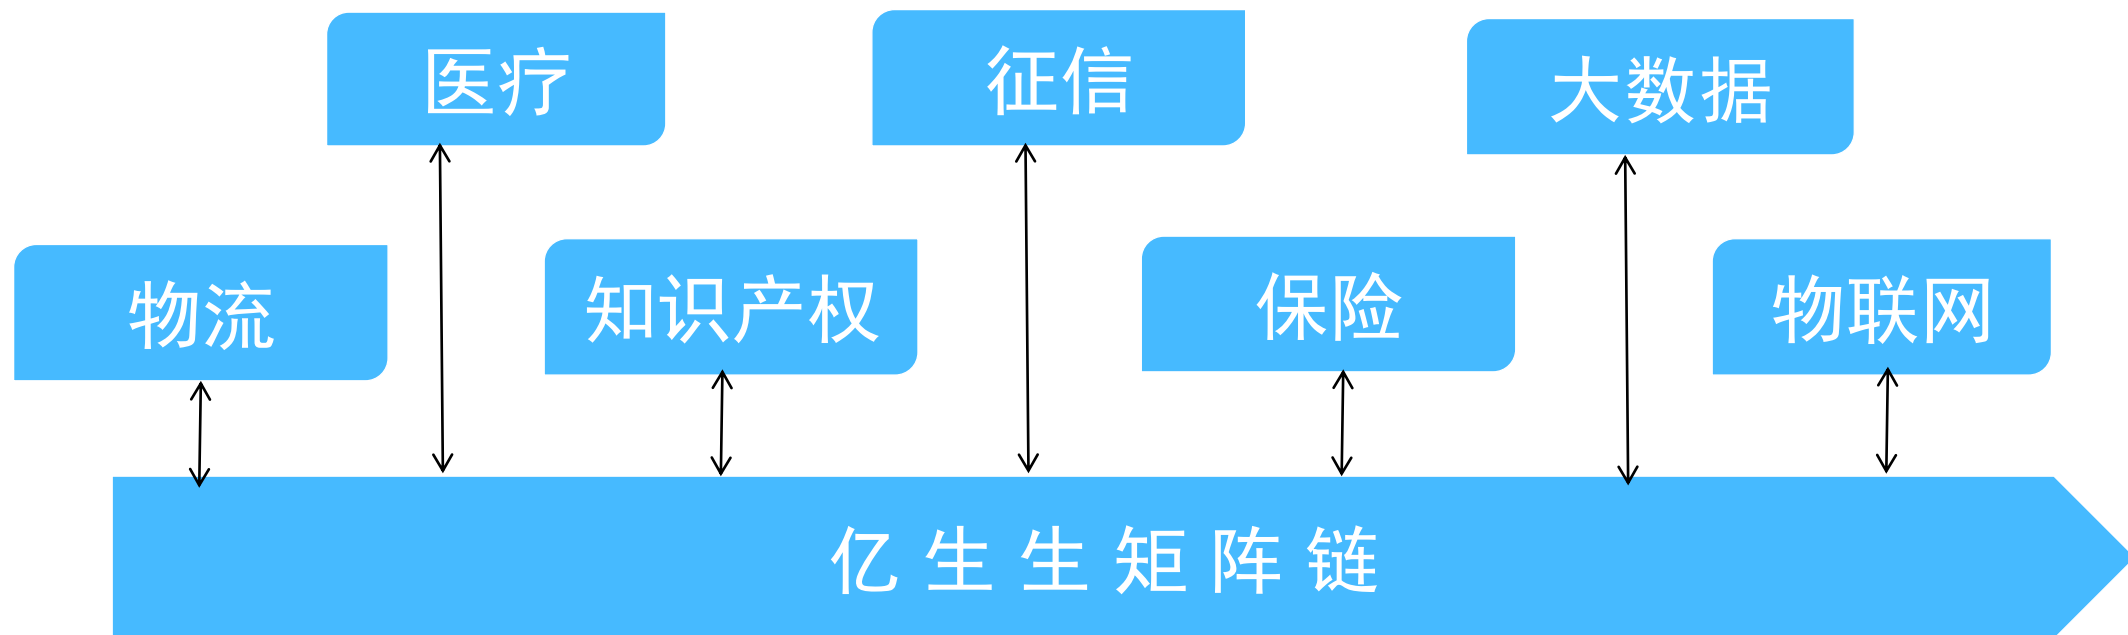 医疗
征信
大数据
物流
知识产权
保险
物联网
亿生生矩阵链